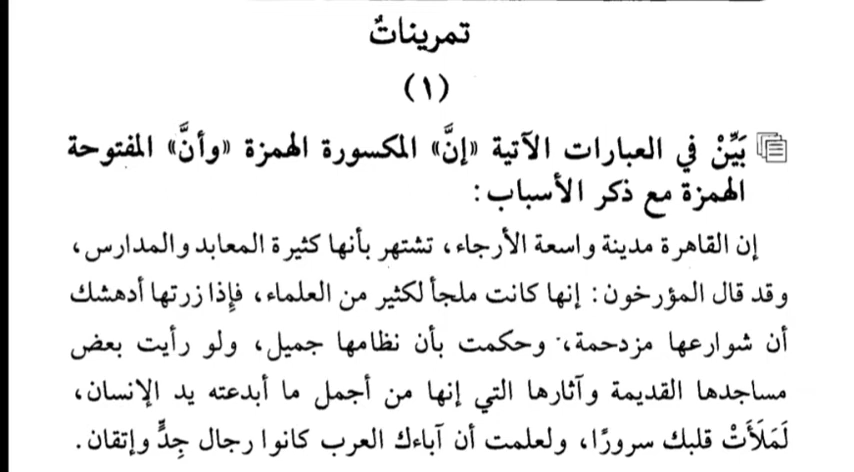 تمريناتٌ
(١)
بَيِّنْ في العبارات الآتية «إنَّ» المكسورة الهمزة «وأنَّ» المفتوحة
الهمزة مع ذكر الأسباب :
إن القاهرة مدينة واسعة الأرجاء، تشتهر بأنها كثيرة المعابد والمدارس،
وقد قال المؤرخون: إنها كانت ملجأ لكثير من العلماء، فإِذا زرتها أدهشك
أن شوارعها مزدحمة، وحكمت بأن نظامها جميل، ولو رأيت بعض
مساجدها القديمة وآثارها التي إنها من أجمل ما أبدعته يد الإنسان،
لَمَلَأَتْ قلبك سرورًا، ولعلمت أن آباءك العرب كانوا رجال جِدٍّ وإتقان.